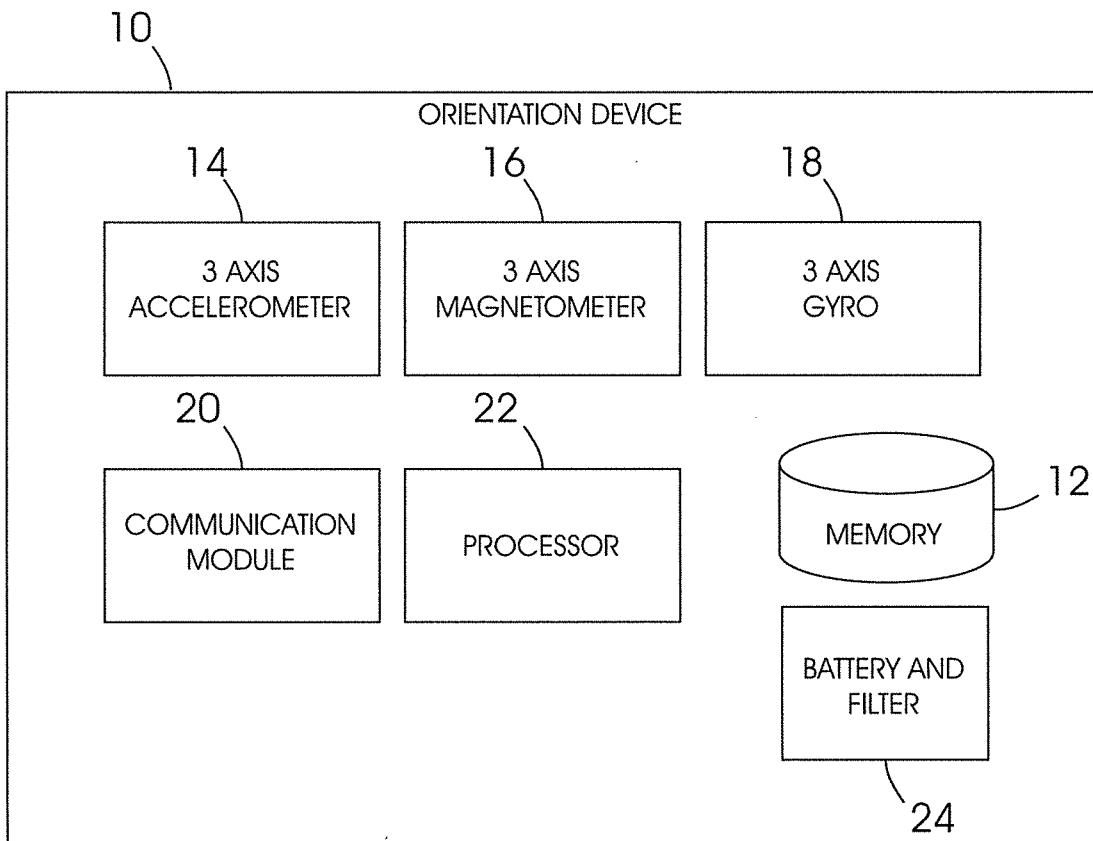 10
ORIENTATION DEVICE
14
16
18
3 AXIS
ACCELEROMETER
3 AXIS
MAGNETOMETER
3 AXIS
GYRO
20
22
12
COMMUNICATION
MODULE
PROCESSOR
MEMORY
BATTERY AND
FILTER
24